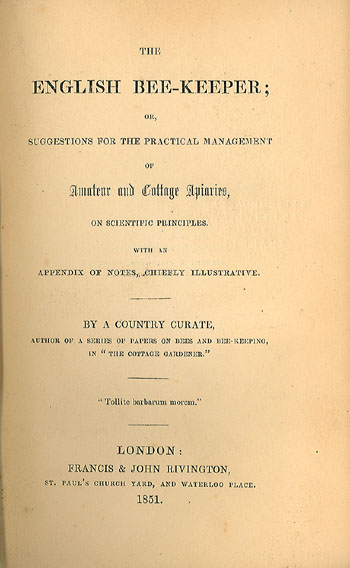 THE
ENGLISH BEE-KEEPER;
OR,
SUGGESTIONS FOR THE PRACTICAL MANAGEMENT
OF
Amateur and Cottage Apiaries,
ON SCIENTIFIC PRINCIPLES.
WITH AN
APPENDIX OF NOTES, CHIEFLY ILLUSTRATIVE.
BY A COUNTRY CURATE,
AUTHOR OF A SERIES OF PAPERS ON BEES AND BEE-KEEPING,
IN "THE COTTAGE GARDENER."
"Tollite barbarum morem."
LONDON:
FRANCIS & JOHN RIVINGTON,
ST. PAUL'S CHURCH YARD, AND WATERLOO PLACE.
1851.